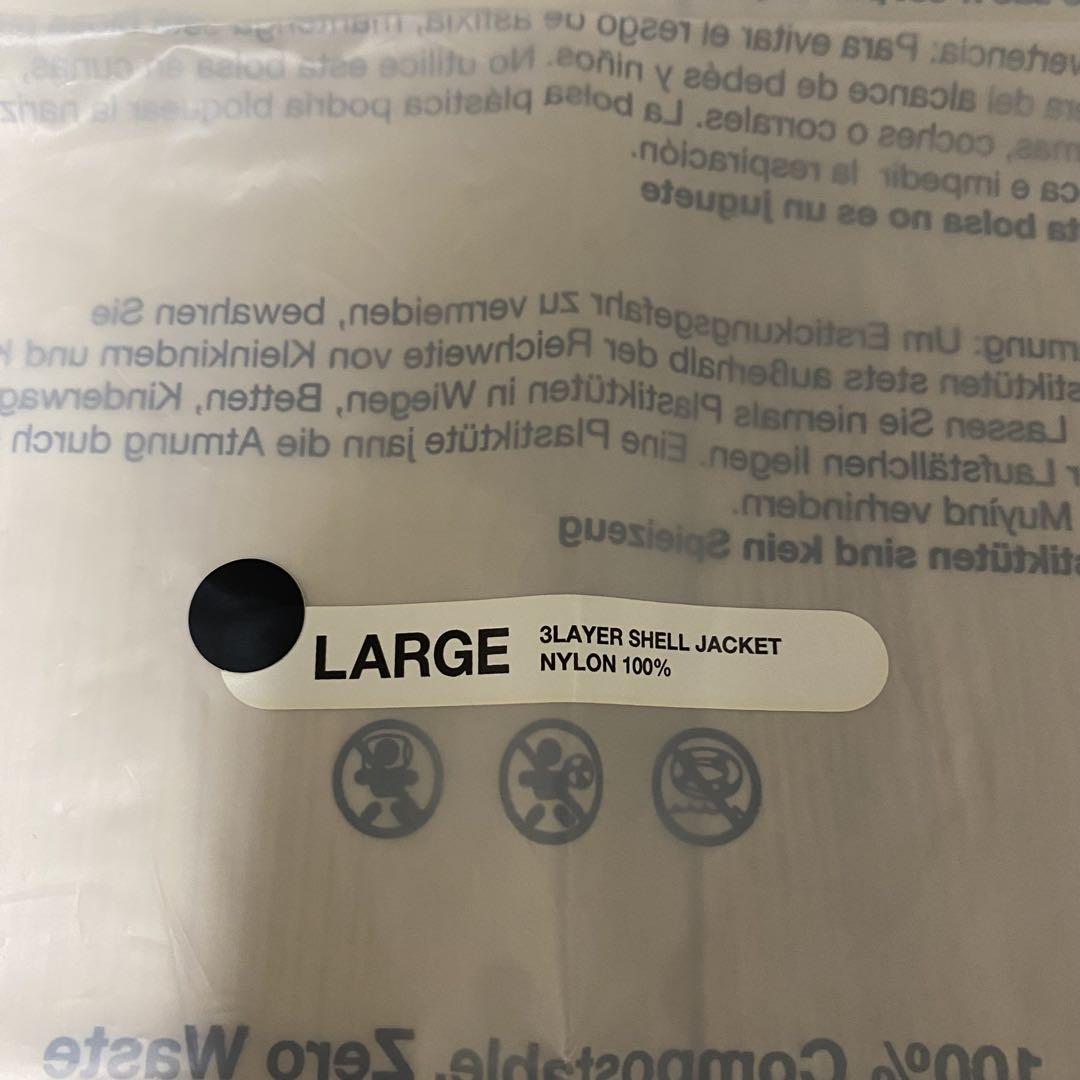 vertencia: Para evitar el resgo de asfixia, mantenga esta
ra del alcance de bebés y niños. No utilice esta bolsa en cunas,
mas, coches o corrales. La bolsa plástica podría bloquear la nariz
ca e impedir la respiración.
ta bolsa no es un juguete
rnung: Um Erstickungsgefahr zu vermeiden, bewahren Sie
stiktüten stets außerhalb der Reichweite von Kleinkindern und K
Lassen Sie niemals Plastiktüten in Wiegen, Betten, Kinderwag
r Laufställchen liegen. Eine Plastiktüte jann die Atmung durch
Muyind verhindern.
stiktüten sind kein Spielzeug
LARGE
3LAYER SHELL JACKET
NYLON 100%
100% Compostable, Zero Waste